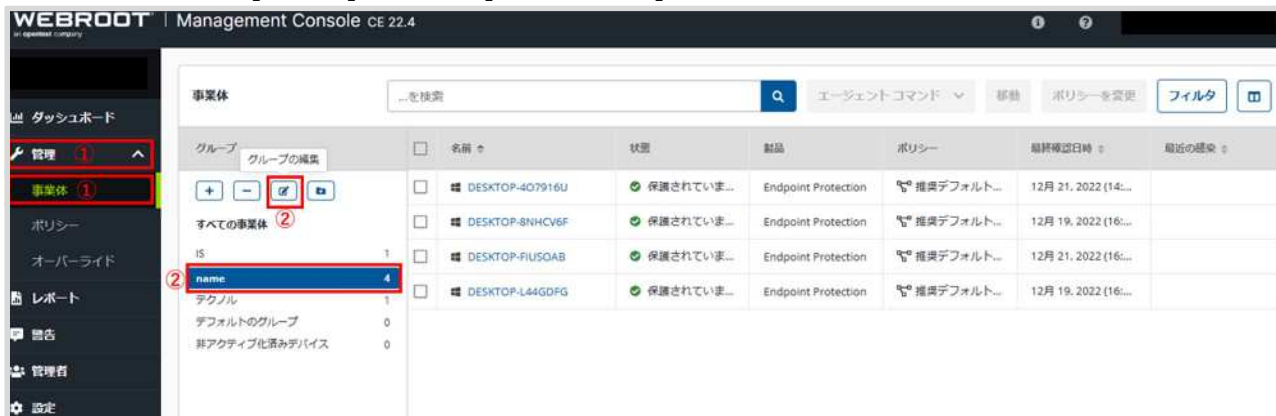 WEBROOT | Management Console CE 22.4
an opentext company
事業体
...を検索
エージェントコマンド
移動
ポリシーを変更
フィルタ
ダッシュボード
管理 ①
事業体 ①
ポリシー
オーバーライド
レポート
警告
管理者
設定
グループ
グループの編集
②
すべての事業体
IS 1
② name 4
テクノル 1
デフォルトのグループ 0
非アクティブ化済みデバイス 0
名前 状態 製品 ポリシー 最終確認日時 最近の感染
DESKTOP-4O7916U 保護されていま... Endpoint Protection 推奨デフォルト... 12月 21, 2022 (14:...
DESKTOP-8NHCV6F 保護されていま... Endpoint Protection 推奨デフォルト... 12月 19, 2022 (16:...
DESKTOP-FIUSOAB 保護されていま... Endpoint Protection 推奨デフォルト... 12月 21, 2022 (16:...
DESKTOP-L44GDFG 保護されていま... Endpoint Protection 推奨デフォルト... 12月 19, 2022 (16:...